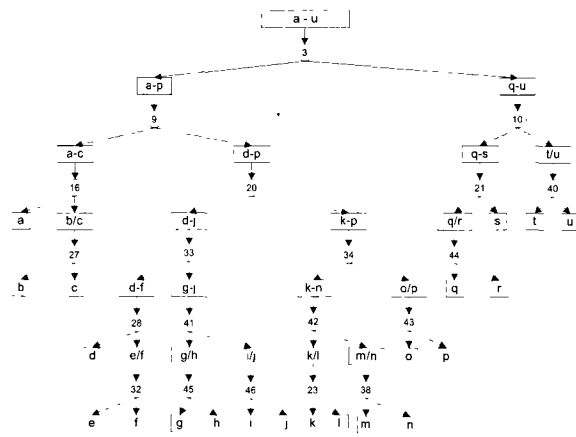 a - u
3
a-p q-u
9 10
a-c d-p q-s t/u
16 20 21 40
a b/c d-j k-p q/r s t u
27 33 34 44
b c d-f g-j k-n o/p q r
28 41 42 43
d e/f g/h i/j k/l m/n o p
32 45 46 23 38
e f g h i j k l m n